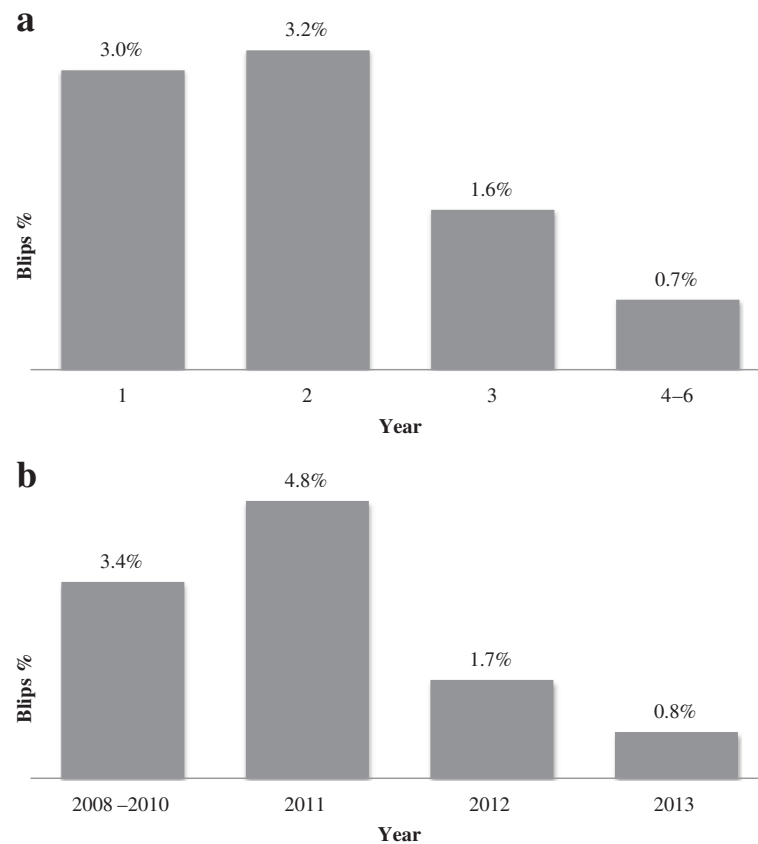 a
3.2%
3.0%
1.6%
0.7%
Blips %
1 2 3 4–6
Year
b
4.8%
3.4%
1.7%
0.8%
Blips %
2008 –2010 2011 2012 2013
Year